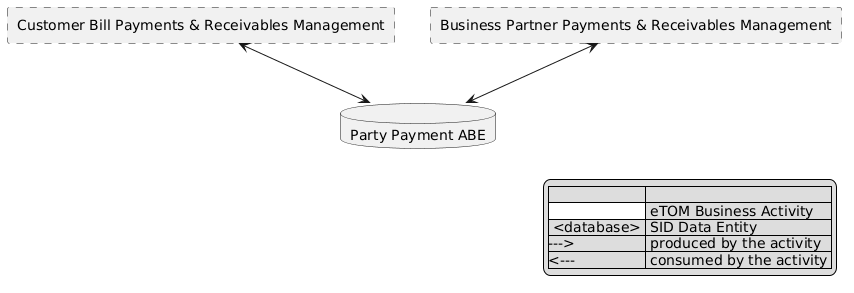 Customer Bill Payments & Receivables Management
Business Partner Payments & Receivables Management
Party Payment ABE
eTOM Business Activity
<database> SID Data Entity
---> produced by the activity
<--- consumed by the activity